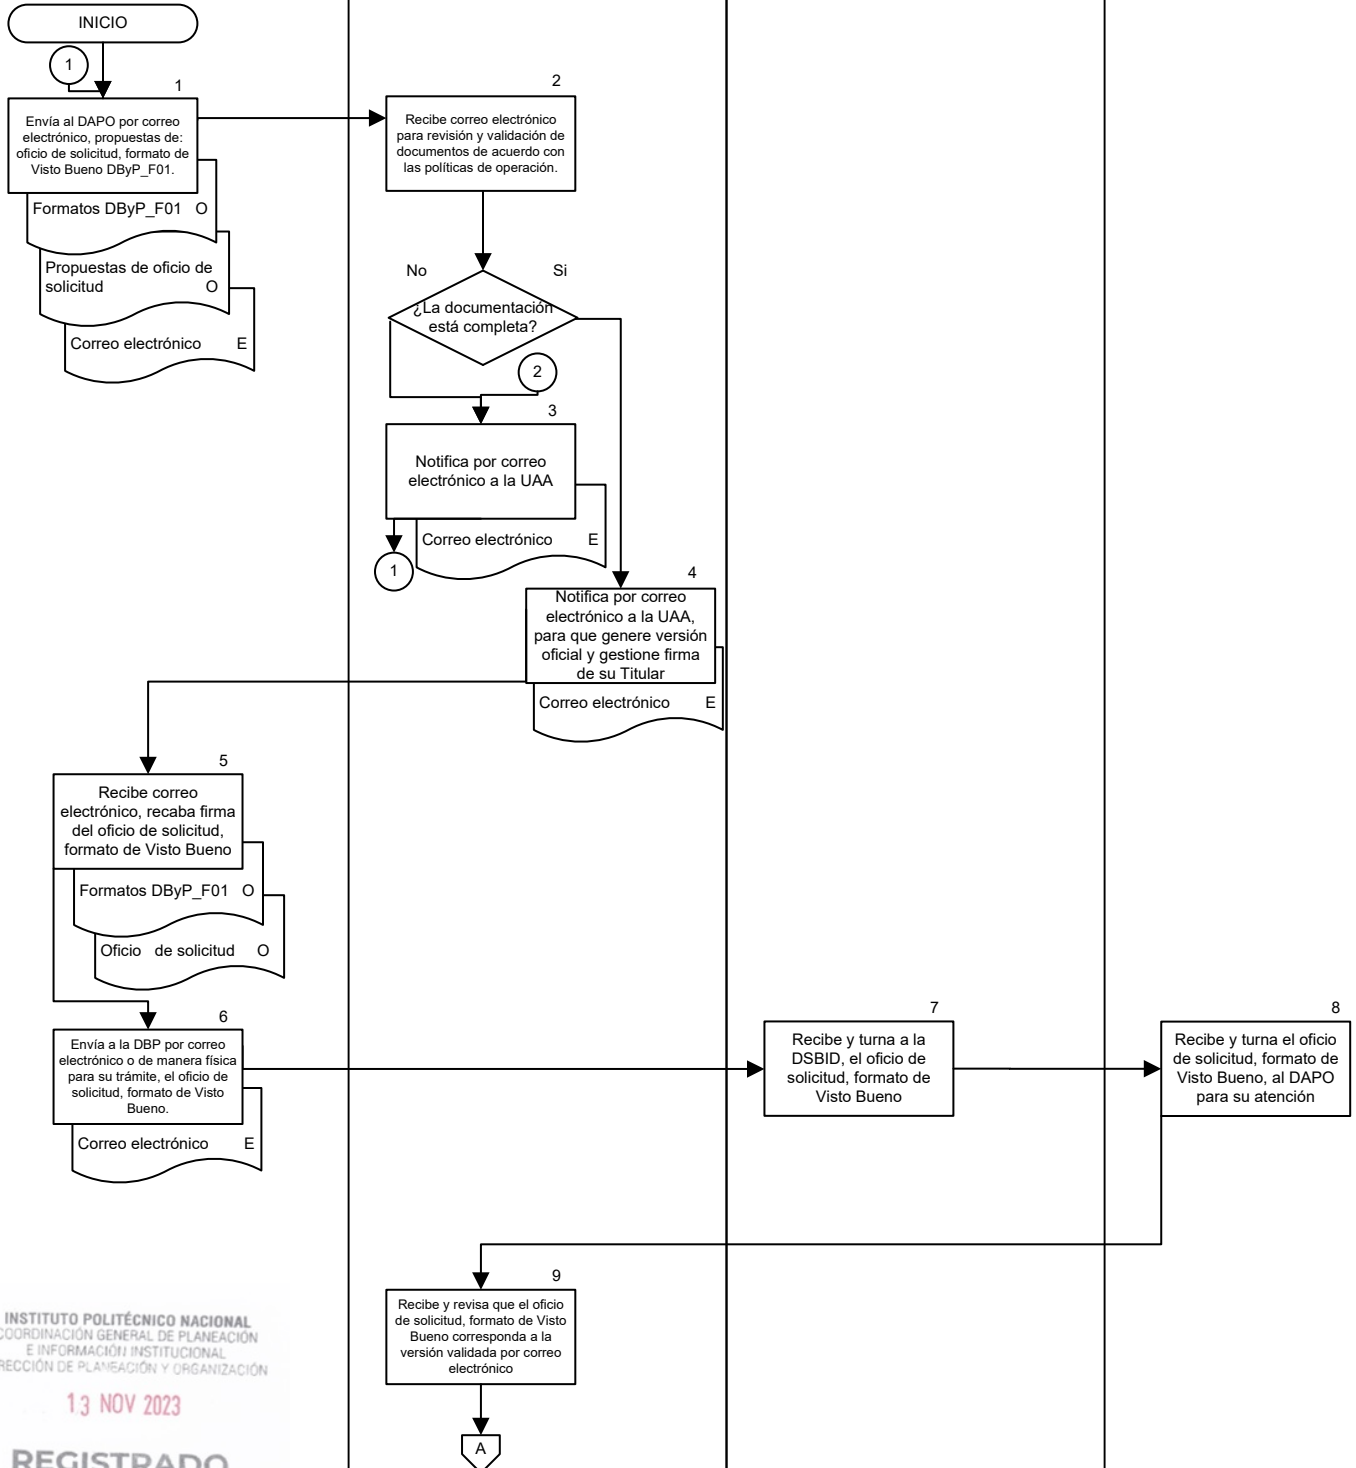 INICIO
1
1
Envía al DAPO por correo
electrónico, propuestas de:
oficio de solicitud, formato de
Visto Bueno DByP_F01.
Formatos DByP_F01 O
Propuestas de oficio de
solicitud O
Correo electrónico E
2
Recibe correo electrónico
para revisión y validación de
documentos de acuerdo con
las políticas de operación.
No Si
¿La documentación
está completa?
2
3
Notifica por correo
electrónico a la UAA
Correo electrónico E
1
4
Notifica por correo
electrónico a la UAA,
para que genere versión
oficial y gestione firma
de su Titular
Correo electrónico E
5
Recibe correo
electrónico, recaba firma
del oficio de solicitud,
formato de Visto Bueno
Formatos DByP_F01 O
Oficio de solicitud O
6
Envía a la DBP por correo
electrónico o de manera física
para su trámite, el oficio de
solicitud, formato de Visto
Bueno.
Correo electrónico E
7
Recibe y turna a la
DSBID, el oficio de
solicitud, formato de
Visto Bueno
8
Recibe y turna el oficio
de solicitud, formato de
Visto Bueno, al DAPO
para su atención
9
Recibe y revisa que el oficio
de solicitud, formato de Visto
Bueno corresponda a la
versión validada por correo
electrónico
A
INSTITUTO POLITÉCNICO NACIONAL
COORDINACIÓN GENERAL DE PLANEACIÓN
E INFORMACIÓN INSTITUCIONAL
RECCIÓN DE PLANEACIÓN Y ORGANIZACIÓN
13 NOV 2023
REGISTRADO